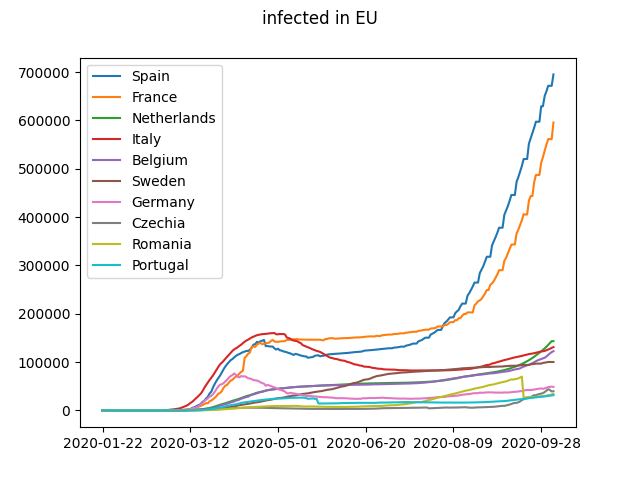 infected in EU
700000
600000
500000
400000
300000
200000
100000
0
Spain
France
Netherlands
Italy
Belgium
Sweden
Germany
Czechia
Romania
Portugal
2020-01-22 2020-03-12 2020-05-01 2020-06-20 2020-08-09 2020-09-28